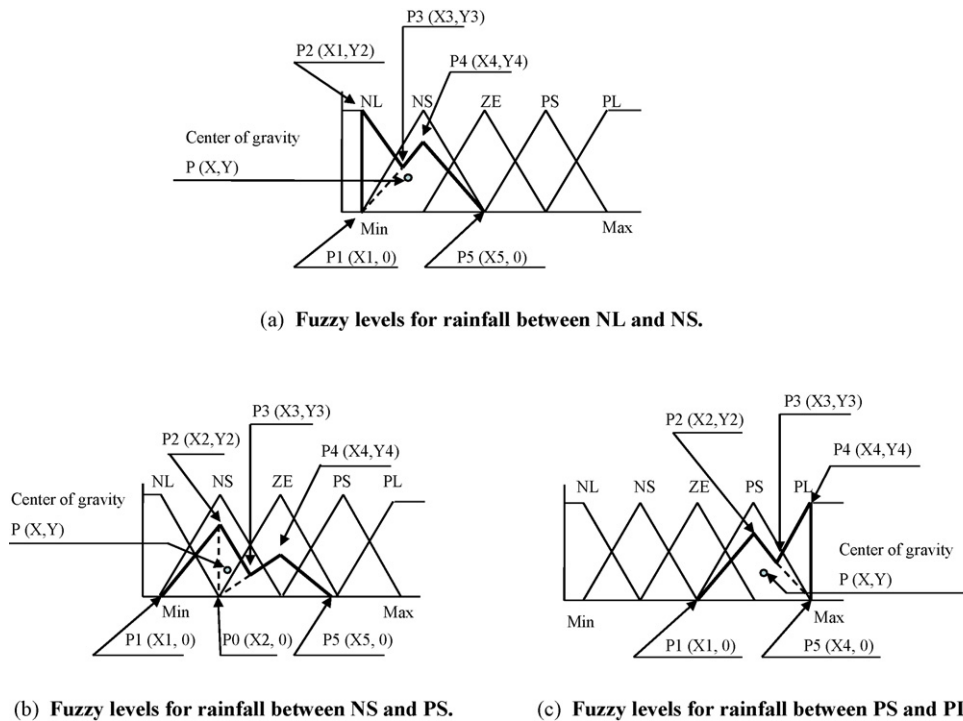 P3 (X3,Y3)
P2 (X1,Y2)
P4 (X4,Y4)
NL NS ZE PS PL
Center of gravity
P (X,Y)
Min Max
P1 (X1, 0) P5 (X5, 0)
(a) Fuzzy levels for rainfall between NL and NS.
P3 (X3,Y3)
P2 (X2,Y2)
P4 (X4,Y4)
NL NS ZE PS PL
Center of gravity
P (X,Y)
Min Max
P1 (X1, 0) P0 (X2, 0) P5 (X5, 0)
(b) Fuzzy levels for rainfall between NS and PS.
P3 (X3,Y3)
P2 (X2,Y2)
P4 (X4,Y4)
NL NS ZE PS PL
Center of gravity
P (X,Y)
Min Max
P1 (X1, 0) P5 (X4, 0)
(c) Fuzzy levels for rainfall between PS and